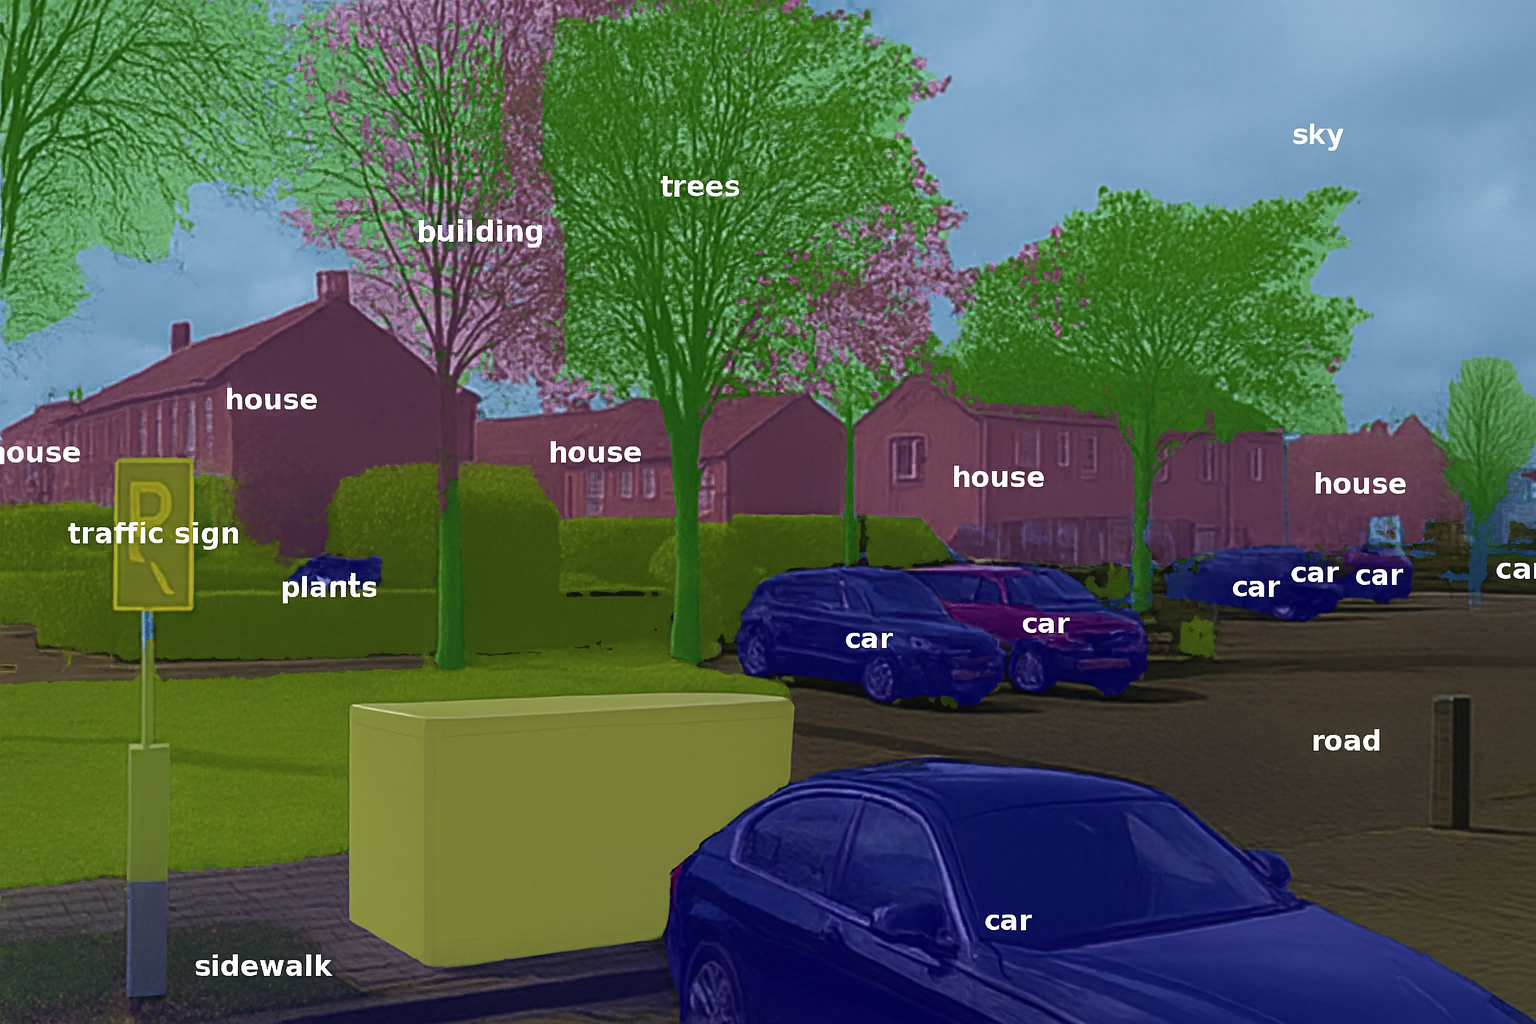 sky
trees
building
house
house
house
house
house
traffic sign
plants
car
car
car
car
car
car
road
car
sidewalk
R